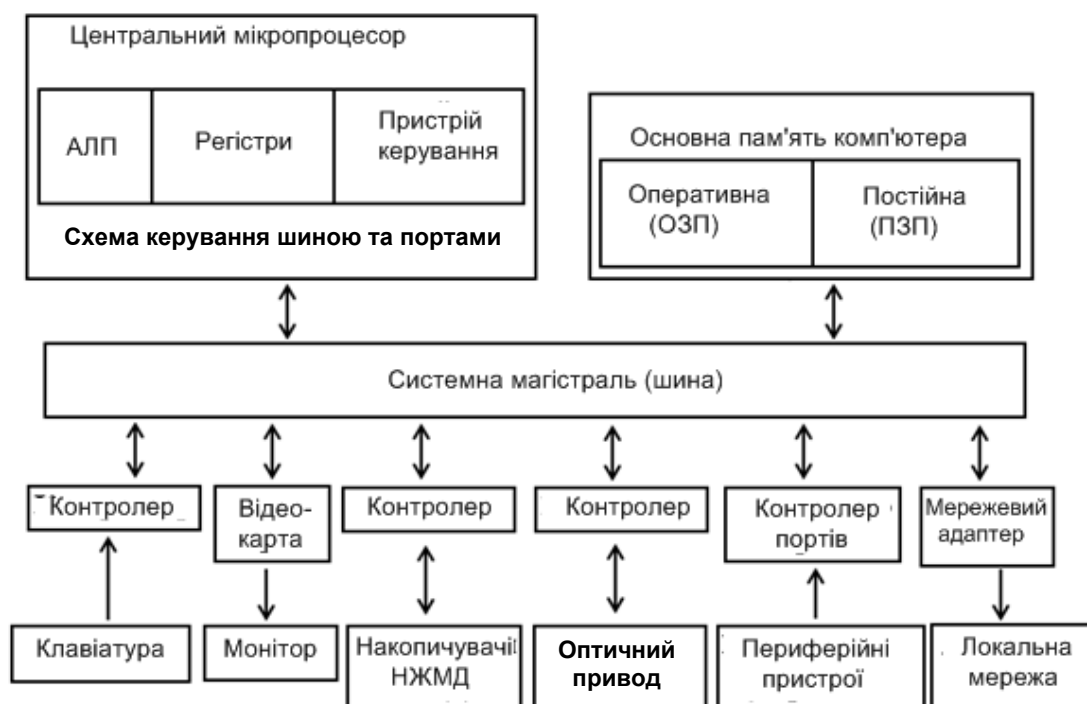 Центральний мікропроцесор
АЛП
Регістри
Пристрій
керування
Схема керування шиною та портами
Основна пам'ять комп'ютера
Оперативна
(ОЗП)
Постійна
(ПЗП)
Системна магістраль (шина)
Контролер
Відео-
карта
Контролер
Контролер
Контролер
портів
Мережевий
адаптер
Клавіатура
Монітор
Накопичувачі
НЖМД
Оптичний
привод
Периферійні
пристрої
Локальна
мережа